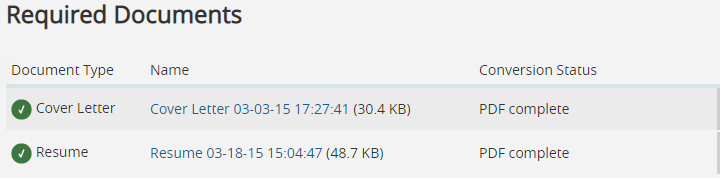 Required Documents
Document Type Name Conversion Status
Cover Letter Cover Letter 03-03-15 17:27:41 (30.4 KB) PDF complete
Resume Resume 03-18-15 15:04:47 (48.7 KB) PDF complete